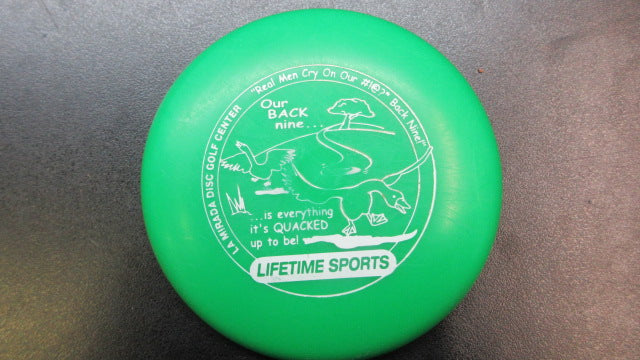 LA MIRADA DISC GOLF CENTER
"Real Men Cry On Our #!@?* Back Nine!"
Our
BACK
nine...
...is everything
it's QUACKED
up to be!
LIFETIME SPORTS